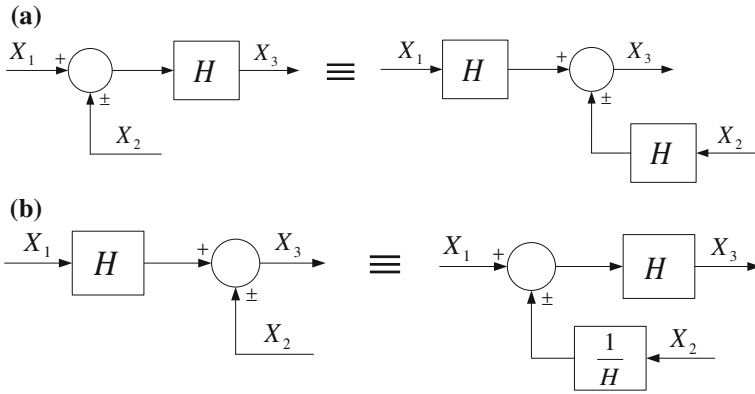 (a)
X₁ + ± X₂ H X₃ ≡ X₁ H + ± X₃ H X₂
(b)
X₁ H + ± X₃ X₂ ≡ X₁ + ± H X₃ 1/H X₂